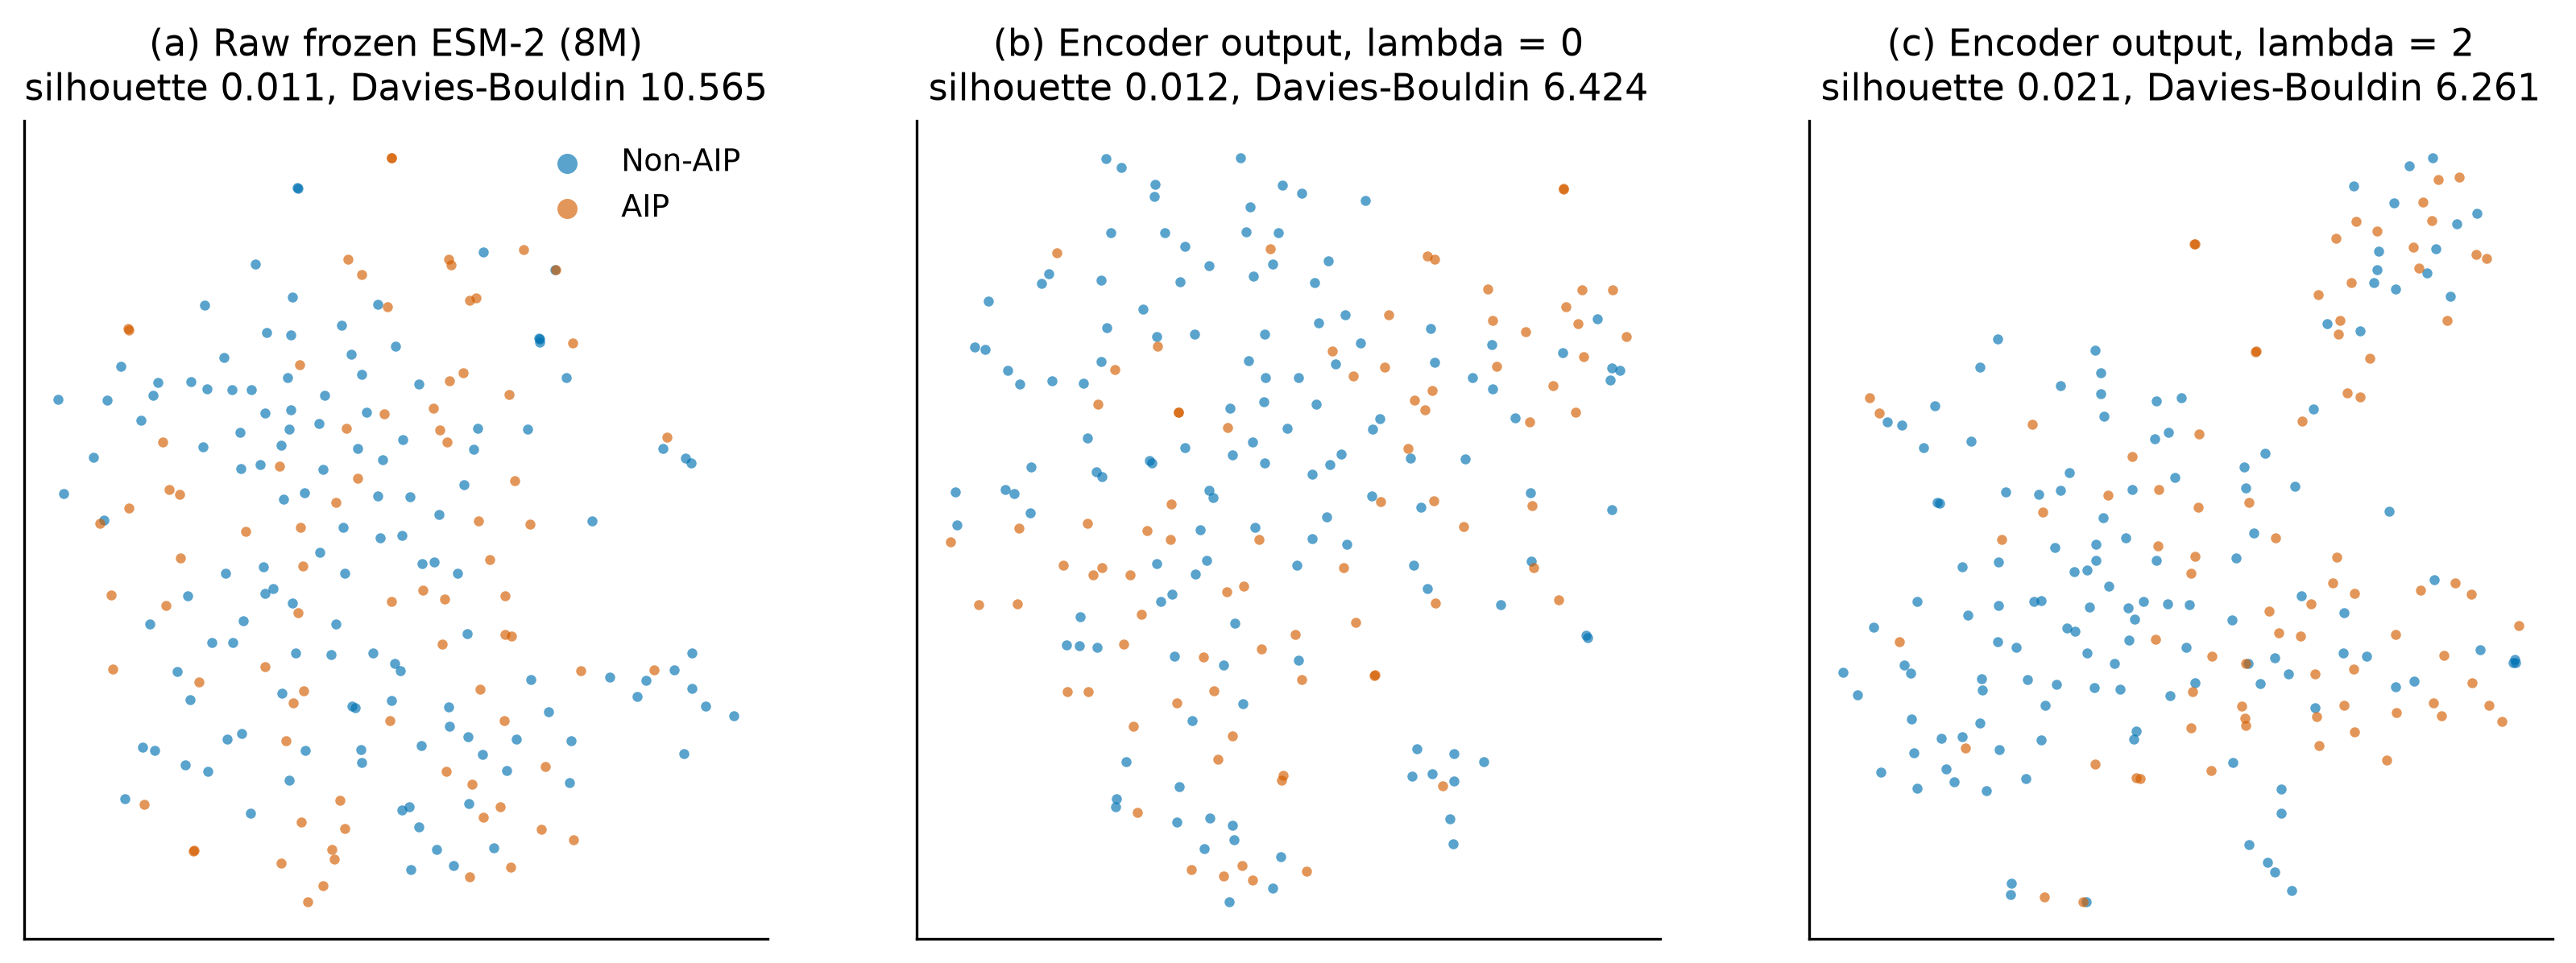 (a) Raw frozen ESM-2 (8M)
silhouette 0.011, Davies-Bouldin 10.565
Non-AIP
AIP
(b) Encoder output, lambda = 0
silhouette 0.012, Davies-Bouldin 6.424
(c) Encoder output, lambda = 2
silhouette 0.021, Davies-Bouldin 6.261